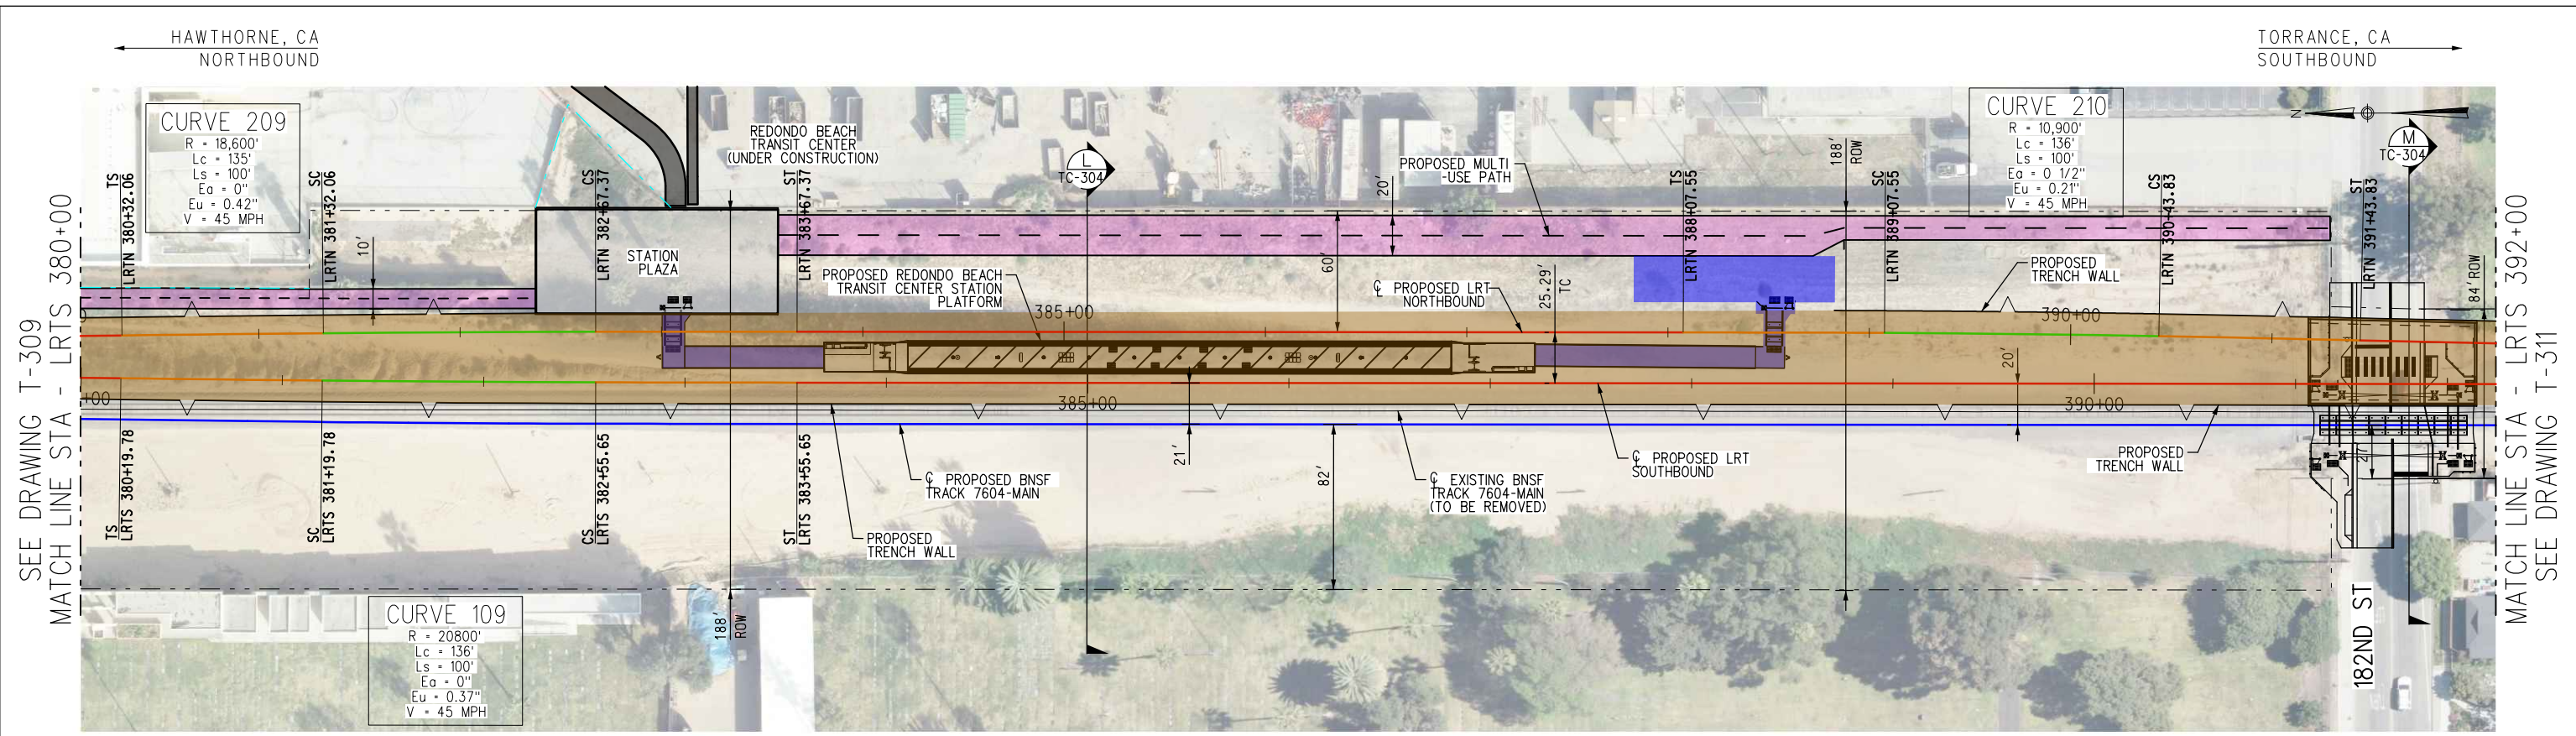 HAWTHORNE, CA
NORTHBOUND
TORRANCE, CA
SOUTHBOUND
SEE DRAWING T-309
MATCH LINE STA - LRTS 380+00
CURVE 209
R = 18,600'
Lc = 135'
Ls = 100'
Ea = 0"
Eu = 0.42"
V = 45 MPH
TS
LRTN 380+32.06
SC
LRTN 381+32.06
10'
CS
LRTN 382+67.37
STATION
PLAZA
REDONDO BEACH
TRANSIT CENTER
(UNDER CONSTRUCTION)
ST
LRTN 383+67.37
L
TC-304
PROPOSED REDONDO BEACH
TRANSIT CENTER STATION
PLATFORM
385+00
60'
20'
PROPOSED MULTI
-USE PATH
℄ PROPOSED LRT
NORTHBOUND
25.29'
TC
TS
LRTN 388+07.55
188'
ROW
SC
LRTN 389+07.55
CURVE 210
R = 10,900'
Lc = 136'
Ls = 100'
Ea = 0 1/2"
Eu = 0.21"
V = 45 MPH
CS
LRTN 390+43.83
PROPOSED
TRENCH WALL
390+00
N
M
TC-304
ST
LRTN 391+43.83
84' ROW
+00
385+00
20'
390+00
TS
LRTS 380+19.78
SC
LRTS 381+19.78
CS
LRTS 382+55.65
ST
LRTS 383+55.65
188'
ROW
PROPOSED
TRENCH WALL
℄ PROPOSED BNSF
TRACK 7604-MAIN
21'
82'
℄ EXISTING BNSF
TRACK 7604-MAIN
(TO BE REMOVED)
℄ PROPOSED LRT
SOUTHBOUND
PROPOSED
TRENCH WALL
27'
182ND ST
CURVE 109
R = 20800'
Lc = 136'
Ls = 100'
Ea = 0"
Eu = 0.37"
V = 45 MPH
MATCH LINE STA - LRTS 392+00
SEE DRAWING T-311